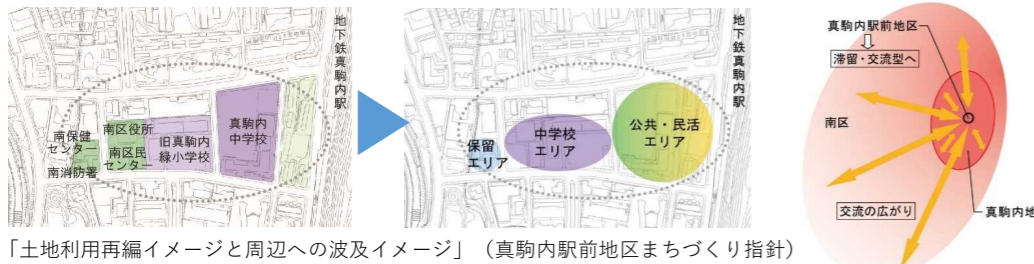 地下鉄真駒内駅
南保健
センター
南消防署
南区役所
南区民
センター
旧真駒内
緑小学校
真駒内
中学校
地下鉄真駒内駅
保留
エリア
中学校
エリア
公共・民活
エリア
真駒内駅前地区
滞留・交流型へ
南区
交流の広がり
真駒内地
「土地利用再編イメージと周辺への波及イメージ」（真駒内駅前地区まちづくり指針）